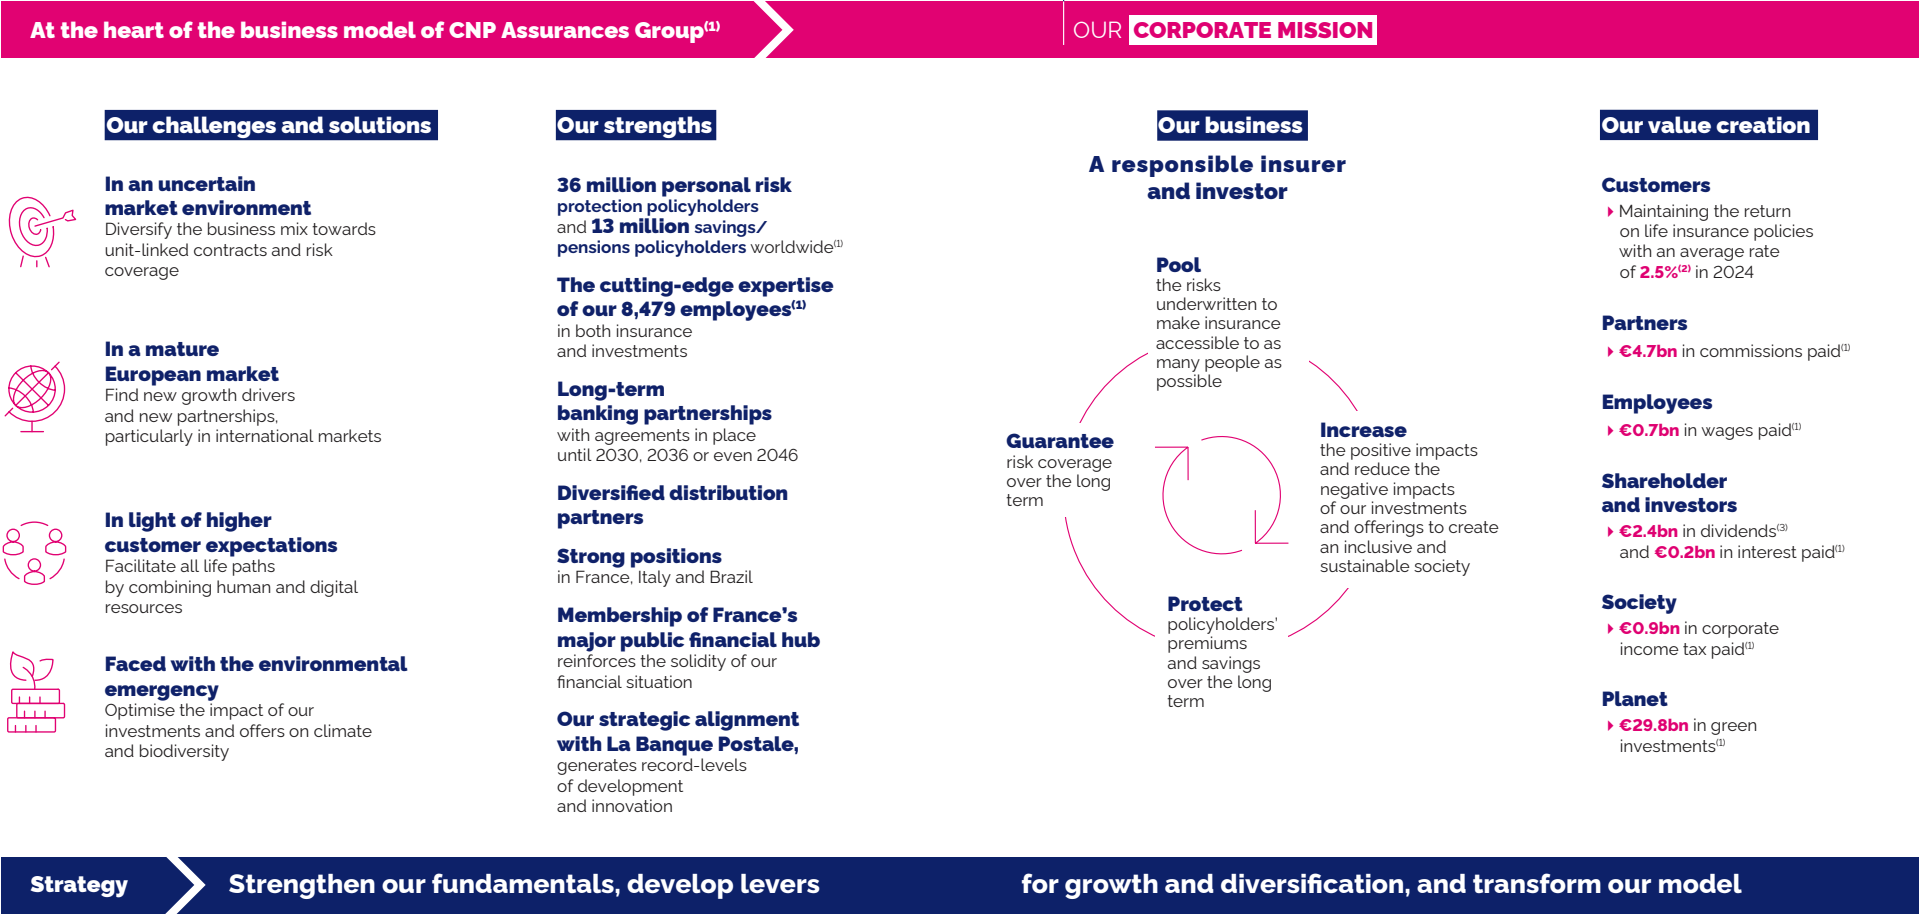 At the heart of the business model of CNP Assurances Group(1)
OUR CORPORATE MISSION
Our challenges and solutions
In an uncertain
market environment
Diversify the business mix towards
unit-linked contracts and risk
coverage
In a mature
European market
Find new growth drivers
and new partnerships,
particularly in international markets
In light of higher
customer expectations
Facilitate all life paths
by combining human and digital
resources
Faced with the environmental
emergency
Optimise the impact of our
investments and offers on climate
and biodiversity
Our strengths
36 million personal risk
protection policyholders
and 13 million savings/
pensions policyholders worldwide(1)
The cutting-edge expertise
of our 8,479 employees(1)
in both insurance
and investments
Long-term
banking partnerships
with agreements in place
until 2030, 2036 or even 2046
Diversified distribution
partners
Strong positions
in France, Italy and Brazil
Membership of France’s
major public financial hub
reinforces the solidity of our
financial situation
Our strategic alignment
with La Banque Postale,
generates record-levels
of development
and innovation
Our business
A responsible insurer
and investor
Pool
the risks
underwritten to
make insurance
accessible to as
many people as
possible
Increase
the positive impacts
and reduce the
negative impacts
of our investments
and offerings to create
an inclusive and
sustainable society
Protect
policyholders’
premiums
and savings
over the long
term
Guarantee
risk coverage
over the long
term
Our value creation
Customers
Maintaining the return
on life insurance policies
with an average rate
of 2.5%(2) in 2024
Partners
€4.7bn in commissions paid(1)
Employees
€0.7bn in wages paid(1)
Shareholder
and investors
€2.4bn in dividends(3)
and €0.2bn in interest paid(1)
Society
€0.9bn in corporate
income tax paid(1)
Planet
€29.8bn in green
investments(1)
Strategy
Strengthen our fundamentals, develop levers for growth and diversification, and transform our model